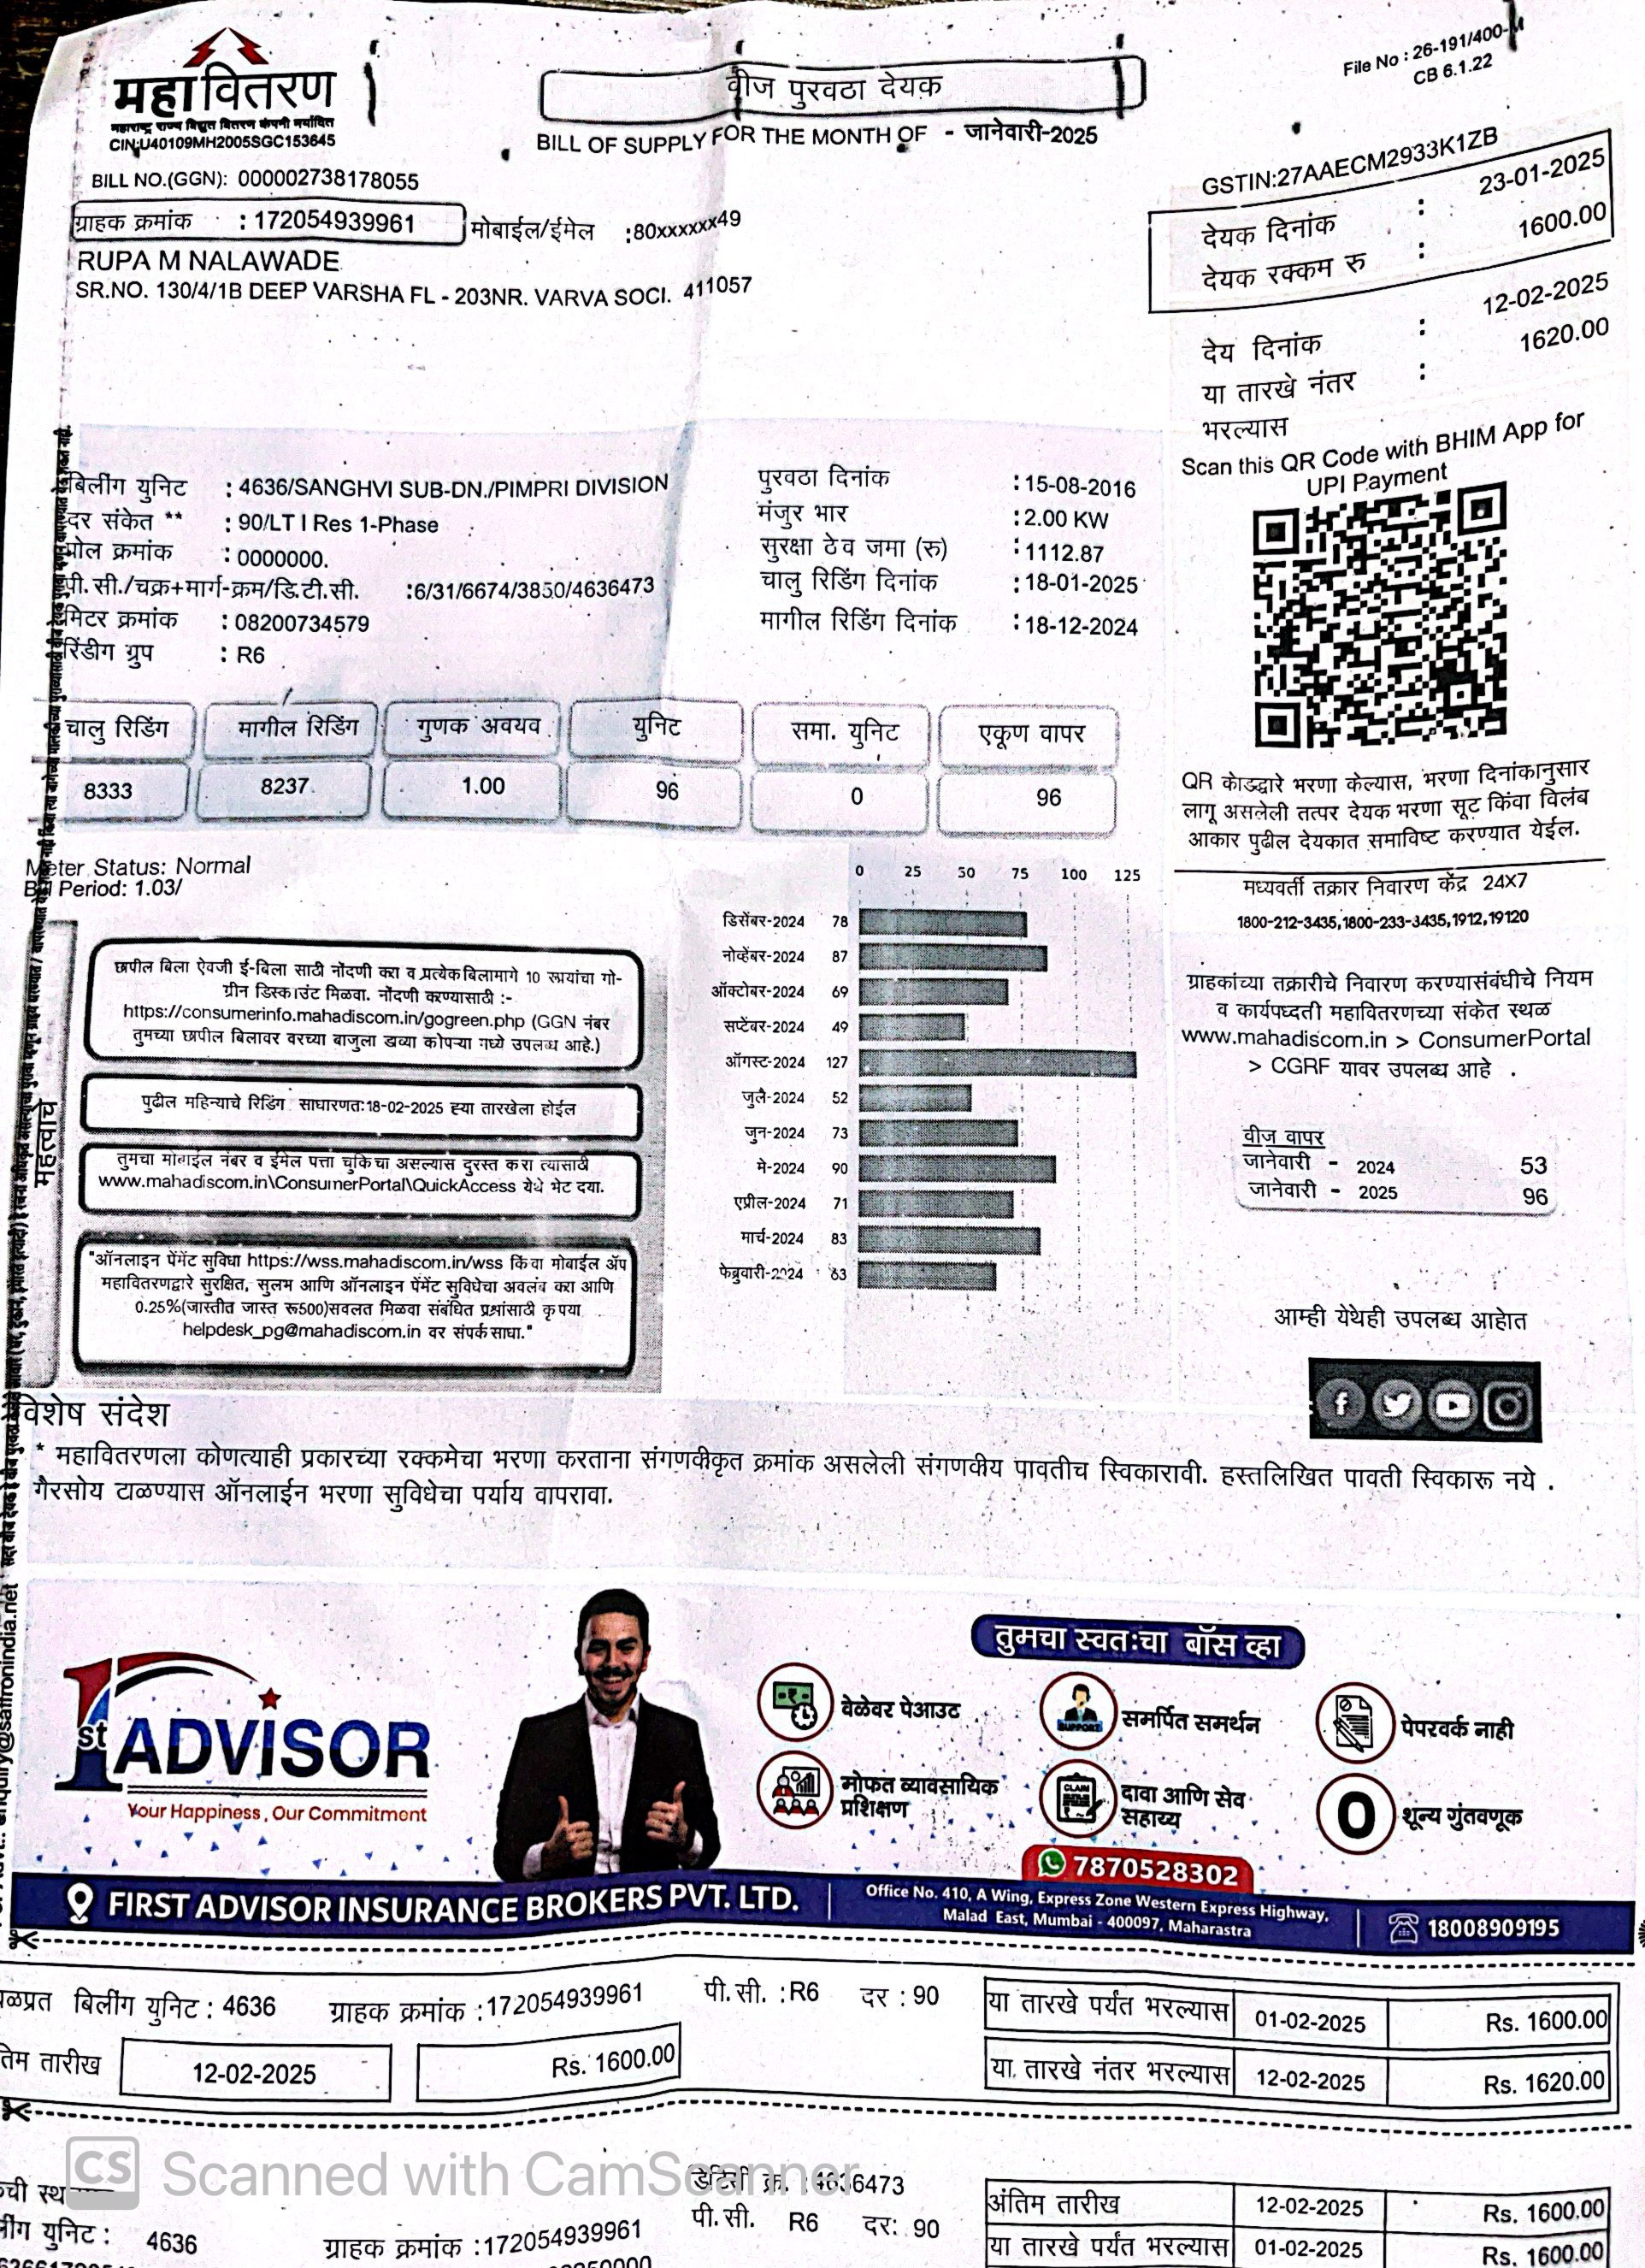 महावितरण
महाराष्ट्र राज्य विद्युत वितरण कंपनी मर्यादित
CIN:U40109MH2005SGC153645
वीज पुरवठा देयक
BILL OF SUPPLY FOR THE MONTH OF - जानेवारी-2025
File No : 26-191/400-M
CB 6.1.22
BILL NO.(GGN): 000002738178055
GSTIN:27AAECM2933K1ZB
ग्राहक क्रमांक : 172054939961 मोबाईल/ईमेल :80xxxxxx49
RUPA M NALAWADE
SR.NO. 130/4/1B DEEP VARSHA FL - 203NR. VARVA SOCI. 411057
देयक दिनांक : 23-01-2025
देयक रक्कम रु : 1600.00
देय दिनांक : 12-02-2025
या तारखे नंतर : 1620.00
भरल्यास
Scan this QR Code with BHIM App for
UPI Payment
बिलींग युनिट : 4636/SANGHVI SUB-DN./PIMPRI DIVISION
दर संकेत ** : 90/LT I Res 1-Phase
पोल क्रमांक : 0000000.
पी. सी./चक्र+मार्ग-क्रम/डि.टी.सी. :6/31/6674/3850/4636473
मिटर क्रमांक : 08200734579
रिंडीग ग्रुप : R6
पुरवठा दिनांक : 15-08-2016
मंजुर भार : 2.00 KW
सुरक्षा ठेव जमा (रु) : 1112.87
चालु रिडिंग दिनांक : 18-01-2025
मागील रिडिंग दिनांक : 18-12-2024
चालु रिडिंग मागील रिडिंग गुणक अवयव युनिट समा. युनिट एकूण वापर
8333 8237 1.00 96 0 96
QR कोडद्वारे भरणा केल्यास, भरणा दिनांकानुसार
लागू असलेली तत्पर देयक भरणा सूट किंवा विलंब
आकार पुढील देयकात समाविष्ट करण्यात येईल.
Meter Status: Normal
Period: 1.03/
मध्यवर्ती तक्रार निवारण केंद्र 24X7
1800-212-3435,1800-233-3435,1912,19120
महत्वाचे
छापील बिला ऐवजी ई-बिला साठी नोंदणी करा व प्रत्येक बिलामागे 10 रूपयांचा गो-
ग्रीन डिस्काउंट मिळवा. नोंदणी करण्यासाठी :-
https://consumerinfo.mahadiscom.in/gogreen.php (GGN नंबर
तुमच्या छापील बिलावर वरच्या बाजुला डाव्या कोपऱ्या मध्ये उपलब्ध आहे.)
पुढील महिन्याचे रिडिंग साधारणत:18-02-2025 ह्या तारखेला होईल
तुमचा मोबाईल नंबर व ईमेल पत्ता चुकिचा असल्यास दुरस्त करा त्यासाठी
www.mahadiscom.in\ConsumerPortal\QuickAccess येथे भेट दया.
"ऑनलाइन पेंमेंट सुविधा https://wss.mahadiscom.in/wss किंवा मोबाईल ॲप
महावितरणद्वारे सुरक्षित, सुलभ आणि ऑनलाइन पेंमेंट सुविधेचा अवलंब करा आणि
0.25%(जास्तीत जास्त रू500)सवलत मिळवा संबंधित प्रश्नांसाठी कृपया
helpdesk_pg@mahadiscom.in वर संपर्क साधा."
0 25 50 75 100 125
डिसेंबर-2024 78
नोव्हेंबर-2024 87
ऑक्टोबर-2024 69
सप्टेंबर-2024 49
ऑगस्ट-2024 127
जुलै-2024 52
जुन-2024 73
मे-2024 90
एप्रील-2024 71
मार्च-2024 83
फेब्रुवारी-2024 63
ग्राहकांच्या तक्रारीचे निवारण करण्यासंबंधीचे नियम
व कार्यपध्दती महावितरणच्या संकेत स्थळ
www.mahadiscom.in > ConsumerPortal
> CGRF यावर उपलब्ध आहे .
वीज वापर
जानेवारी - 2024 53
जानेवारी - 2025 96
आम्ही येथेही उपलब्ध आहोत
विशेष संदेश
* महावितरणला कोणत्याही प्रकारच्या रक्कमेचा भरणा करताना संगणकीकृत क्रमांक असलेली संगणकीय पावतीच स्विकारावी. हस्तलिखित पावती स्विकारू नये .
गैरसोय टाळण्यास ऑनलाईन भरणा सुविधेचा पर्याय वापरावा.
1st ADVISOR
Your Happiness, Our Commitment
तुमचा स्वत:चा बॉस व्हा
वेळेवर पेआउट
SUPPORT
समर्पित समर्थन
पेपरवर्क नाही
मोफत व्यावसायिक
प्रशिक्षण
CLAIM
दावा आणि सेव
सहाय्य
0
शून्य गुंतवणूक
7870528302
FIRST ADVISOR INSURANCE BROKERS PVT. LTD.
Office No. 410, A Wing, Express Zone Western Express Highway,
Malad East, Mumbai - 400097, Maharastra
18008909195
ळप्रत बिलींग युनिट : 4636 ग्राहक क्रमांक :172054939961 पी.सी. : R6 दर : 90
या तारखे पर्यंत भरल्यास 01-02-2025 Rs. 1600.00
तिम तारीख 12-02-2025 Rs. 1600.00
या तारखे नंतर भरल्यास 12-02-2025 Rs. 1620.00
CS Scanned with CamScanner
डिटिसी क्र. : 4636473
पी.सी. R6 दर: 90
4636
ग्राहक क्रमांक :172054939961
अंतिम तारीख 12-02-2025 Rs. 1600.00
या तारखे पर्यंत भरल्यास 01-02-2025 Rs. 1600.00